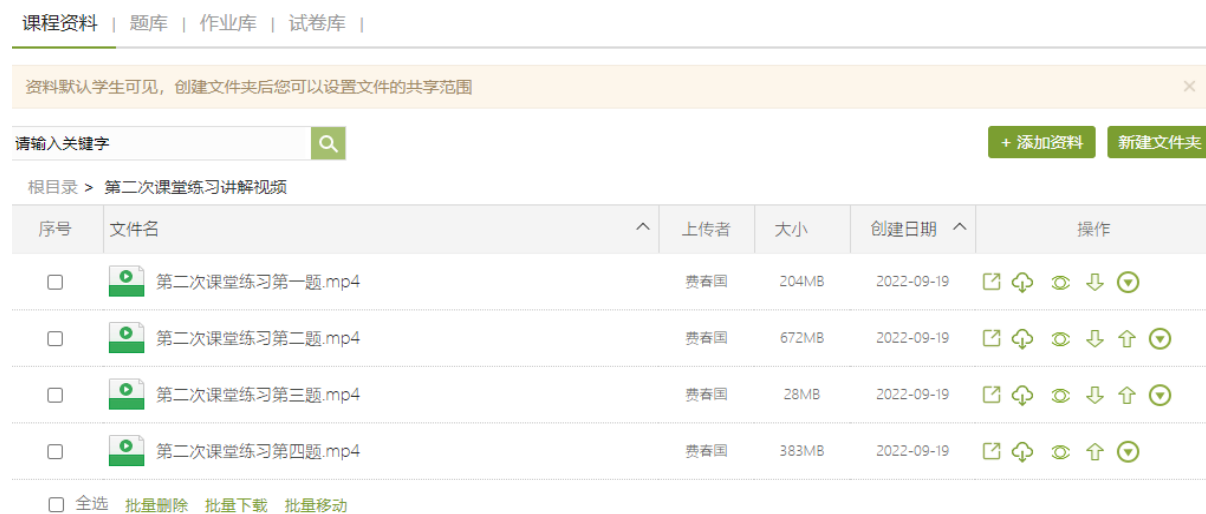 课程资料 | 题库 | 作业库 | 试卷库 |
资料默认学生可见，创建文件夹后您可以设置文件的共享范围
请输入关键字
+ 添加资料 新建文件夹
根目录 > 第二次课堂练习讲解视频
序号 文件名 上传者 大小 创建日期 操作
第二次课堂练习第一题.mp4 费春国 204MB 2022-09-19
第二次课堂练习第二题.mp4 费春国 672MB 2022-09-19
第二次课堂练习第三题.mp4 费春国 28MB 2022-09-19
第二次课堂练习第四题.mp4 费春国 383MB 2022-09-19
全选 批量删除 批量下载 批量移动